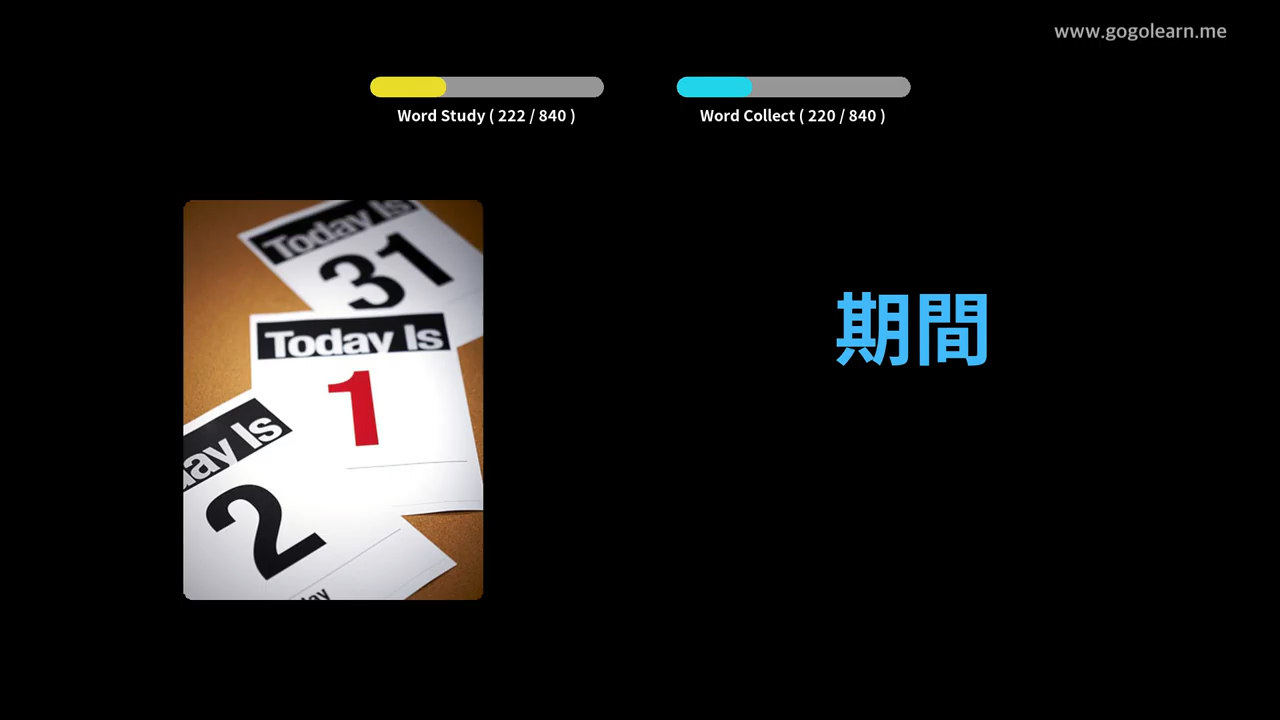 www.gogolearn.me
Word Study ( 222 / 840 )
Word Collect ( 220 / 840 )
Today Is
31
Today Is
1
day Is
2
期間